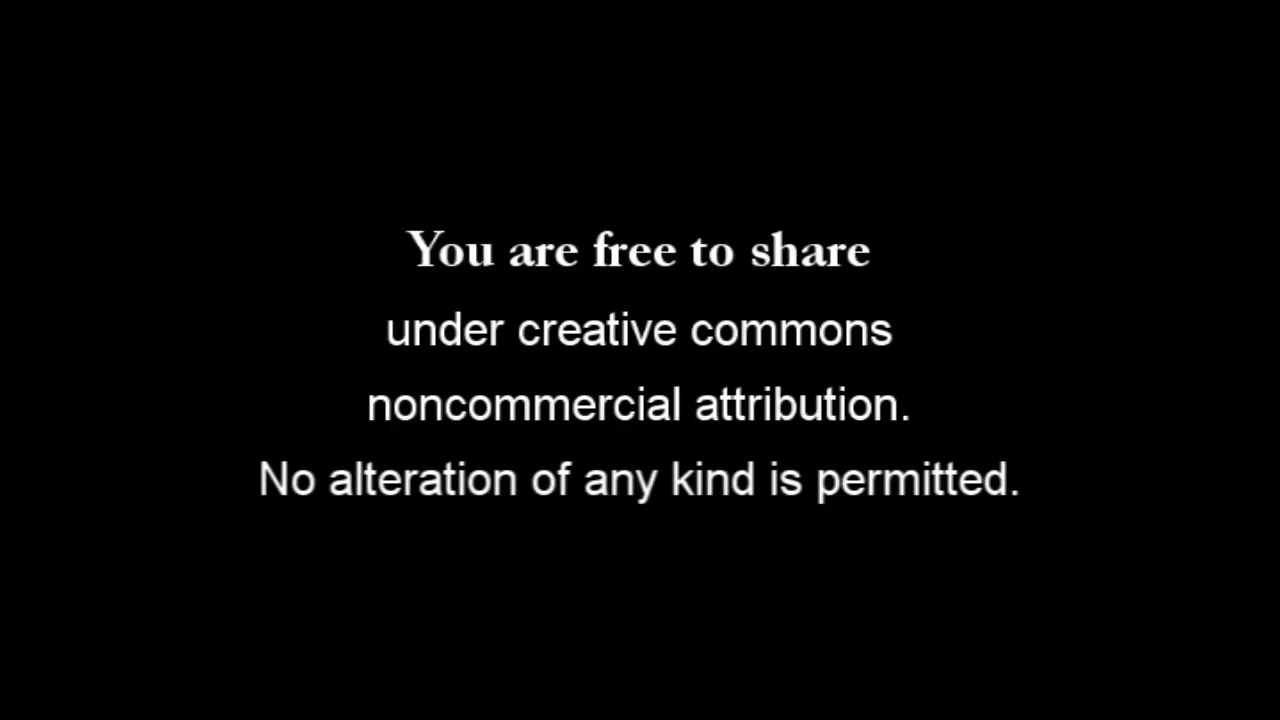 You are free to share
under creative commons
noncommercial attribution.
No alteration of any kind is permitted.